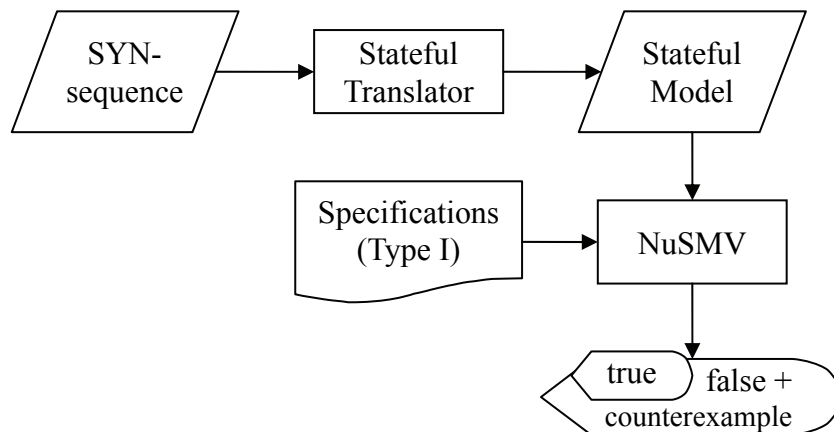 SYN-
sequence
Stateful
Translator
Stateful
Model
Specifications
(Type I)
NuSMV
true
false +
counterexample